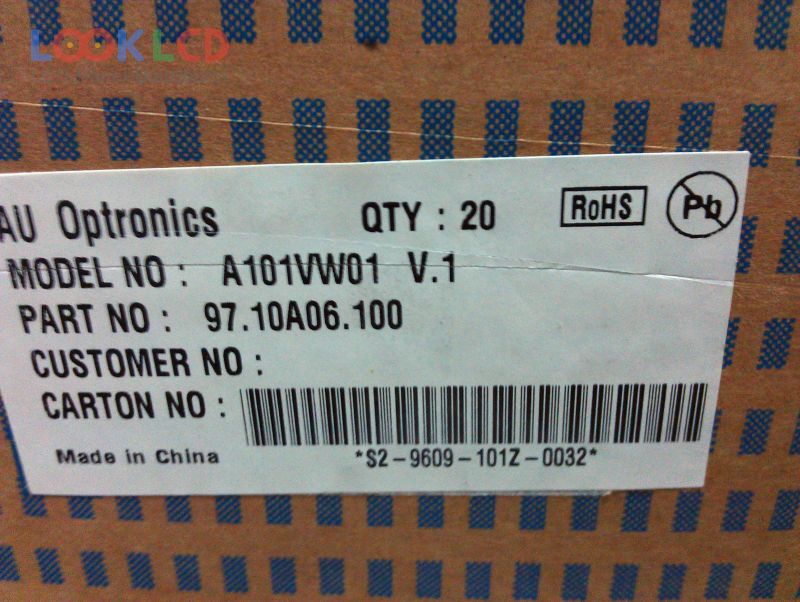 LOOK LCD
AU Optronics QTY : 20 RoHS Pb
MODEL NO : A101VW01 V.1
PART NO : 97.10A06.100
CUSTOMER NO :
CARTON NO :
*S2-9609-101Z-0032*
Made in China